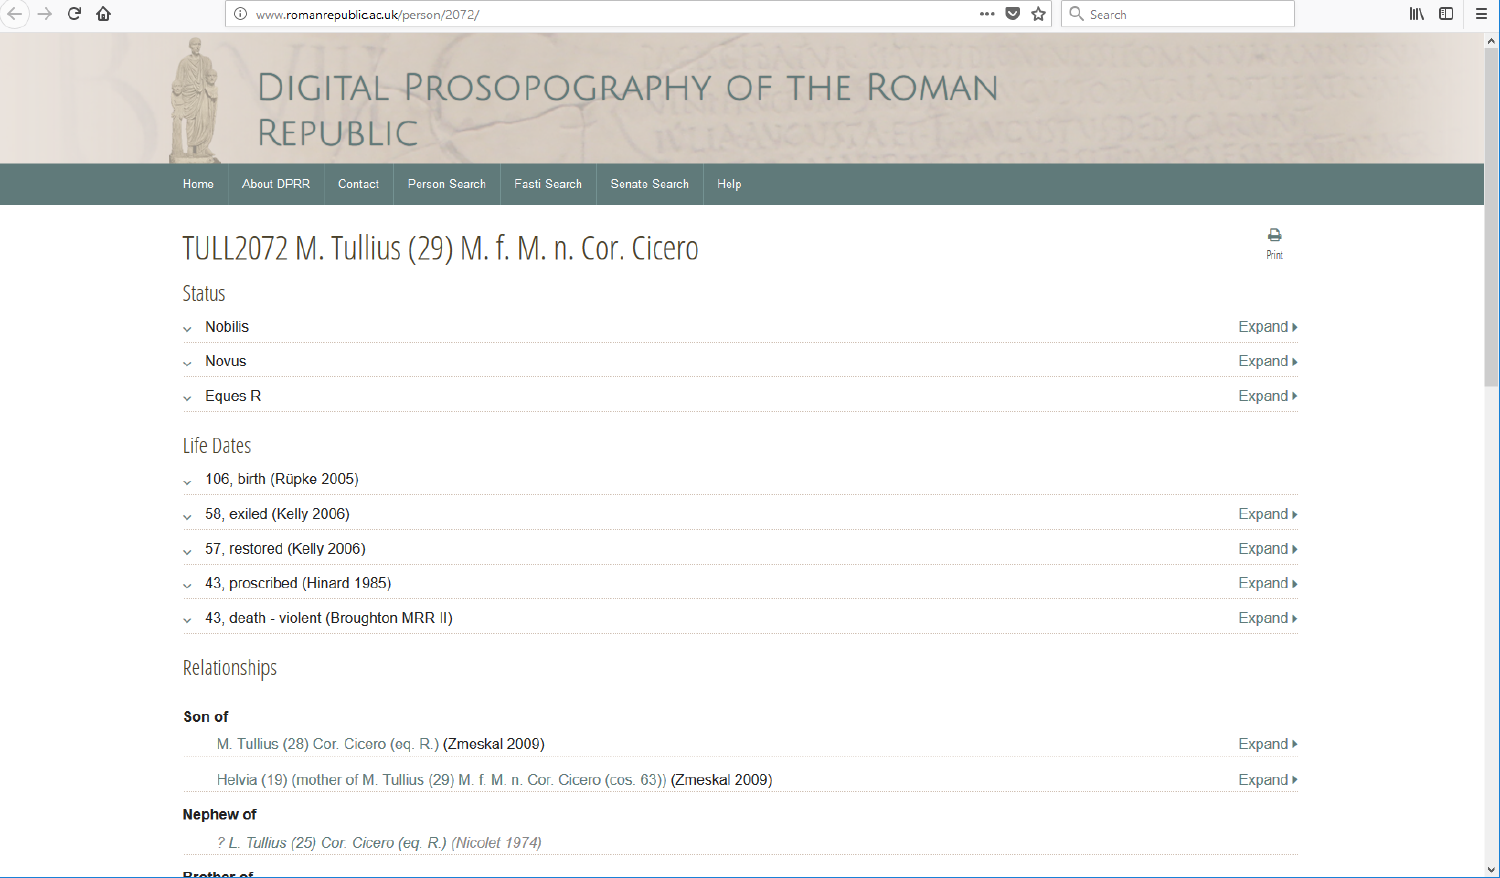 www.romanrepublic.ac.uk/person/2072/
Search
DIGITAL PROSOPOGRAPHY OF THE ROMAN
REPUBLIC
Home About DPRR Contact Person Search Fasti Search Senate Search Help
TULL2072 M. Tullius (29) M. f. M. n. Cor. Cicero
Print
Status
Nobilis Expand
Novus Expand
Eques R Expand
Life Dates
106, birth (Rüpke 2005)
58, exiled (Kelly 2006) Expand
57, restored (Kelly 2006) Expand
43, proscribed (Hinard 1985) Expand
43, death - violent (Broughton MRR II) Expand
Relationships
Son of
M. Tullius (28) Cor. Cicero (eq. R.) (Zmeskal 2009) Expand
Helvia (19) (mother of M. Tullius (29) M. f. M. n. Cor. Cicero (cos. 63)) (Zmeskal 2009) Expand
Nephew of
? L. Tullius (25) Cor. Cicero (eq. R.) (Nicolet 1974)
Brother of